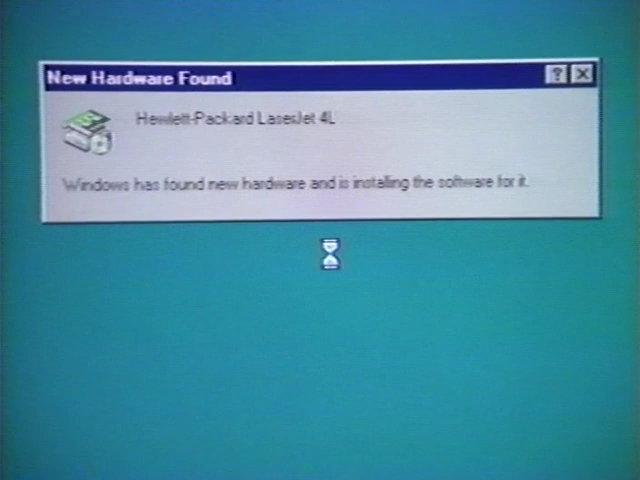 New Hardware Found
Hewlett-Packard LaserJet 4L
Windows has found new hardware and is installing the software for it.